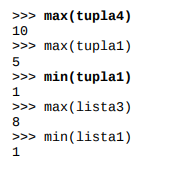 >>> max(tupla4)
10
>>> max(tupla1)
5
>>> min(tupla1)
1
>>> max(lista3)
8
>>> min(lista1)
1